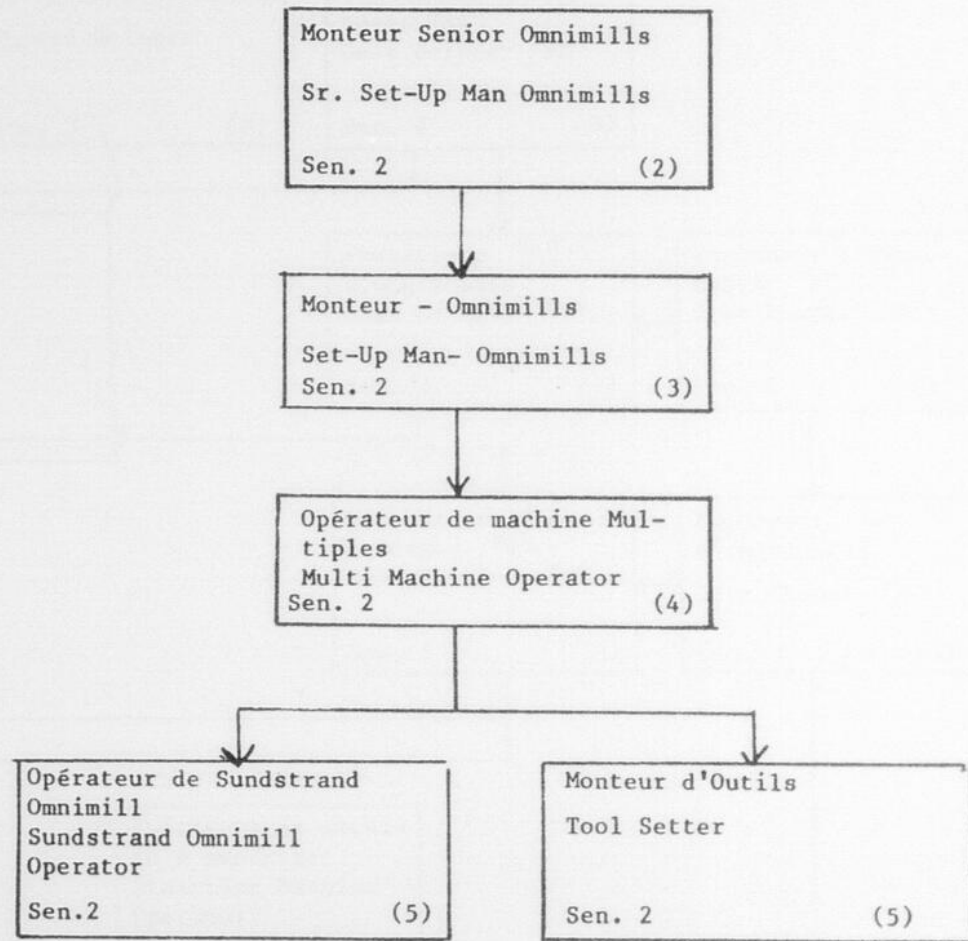 Monteur Senior Omnimills
Sr. Set-Up Man Omnimills
Sen. 2 (2)
Monteur - Omnimills
Set-Up Man- Omnimills
Sen. 2 (3)
Opérateur de machine Mul-
tiples
Multi Machine Operator
Sen. 2 (4)
Opérateur de Sundstrand
Omnimill
Sundstrand Omnimill
Operator
Sen.2 (5)
Monteur d'Outils
Tool Setter
Sen. 2 (5)